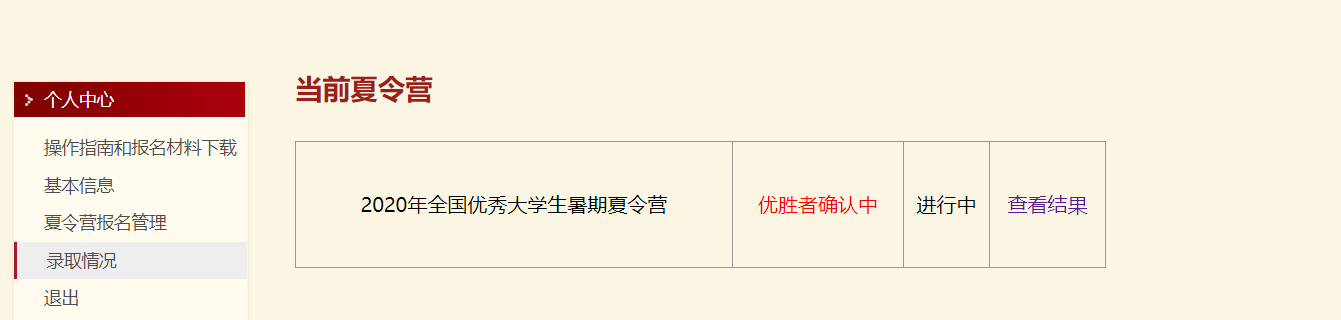 个人中心
操作指南和报名材料下载
基本信息
夏令营报名管理
录取情况
退出
当前夏令营
2020年全国优秀大学生暑期夏令营 优胜者确认中 进行中 查看结果